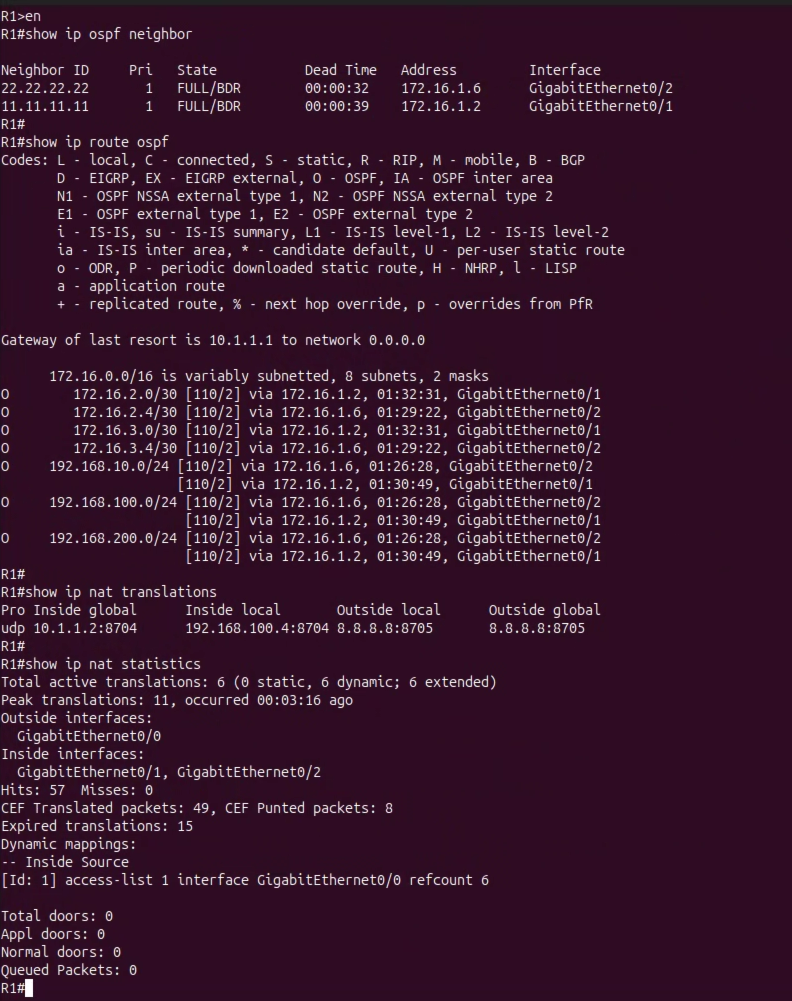 R1>en
R1#show ip ospf neighbor
Neighbor ID     Pri   State           Dead Time   Address         Interface
22.22.22.22       1   FULL/BDR        00:00:32    172.16.1.6      GigabitEthernet0/2
11.11.11.11       1   FULL/BDR        00:00:39    172.16.1.2      GigabitEthernet0/1
R1#
R1#show ip route ospf
Codes: L - local, C - connected, S - static, R - RIP, M - mobile, B - BGP
       D - EIGRP, EX - EIGRP external, O - OSPF, IA - OSPF inter area
       N1 - OSPF NSSA external type 1, N2 - OSPF NSSA external type 2
       E1 - OSPF external type 1, E2 - OSPF external type 2
       i - IS-IS, su - IS-IS summary, L1 - IS-IS level-1, L2 - IS-IS level-2
       ia - IS-IS inter area, * - candidate default, U - per-user static route
       o - ODR, P - periodic downloaded static route, H - NHRP, l - LISP
       a - application route
       + - replicated route, % - next hop override, p - overrides from PfR
Gateway of last resort is 10.1.1.1 to network 0.0.0.0
      172.16.0.0/16 is variably subnetted, 8 subnets, 2 masks
O        172.16.2.0/30 [110/2] via 172.16.1.2, 01:32:31, GigabitEthernet0/1
O        172.16.2.4/30 [110/2] via 172.16.1.6, 01:29:22, GigabitEthernet0/2
O        172.16.3.0/30 [110/2] via 172.16.1.2, 01:32:31, GigabitEthernet0/1
O        172.16.3.4/30 [110/2] via 172.16.1.6, 01:29:22, GigabitEthernet0/2
O     192.168.10.0/24 [110/2] via 172.16.1.6, 01:26:28, GigabitEthernet0/2
                      [110/2] via 172.16.1.2, 01:30:49, GigabitEthernet0/1
O     192.168.100.0/24 [110/2] via 172.16.1.6, 01:26:28, GigabitEthernet0/2
                       [110/2] via 172.16.1.2, 01:30:49, GigabitEthernet0/1
O     192.168.200.0/24 [110/2] via 172.16.1.6, 01:26:28, GigabitEthernet0/2
                       [110/2] via 172.16.1.2, 01:30:49, GigabitEthernet0/1
R1#
R1#show ip nat translations
Pro Inside global      Inside local       Outside local      Outside global
udp 10.1.1.2:8704      192.168.100.4:8704 8.8.8.8:8705       8.8.8.8:8705
R1#
R1#show ip nat statistics
Total active translations: 6 (0 static, 6 dynamic; 6 extended)
Peak translations: 11, occurred 00:03:16 ago
Outside interfaces:
  GigabitEthernet0/0
Inside interfaces:
  GigabitEthernet0/1, GigabitEthernet0/2
Hits: 57  Misses: 0
CEF Translated packets: 49, CEF Punted packets: 8
Expired translations: 15
Dynamic mappings:
-- Inside Source
[Id: 1] access-list 1 interface GigabitEthernet0/0 refcount 6
Total doors: 0
Appl doors: 0
Normal doors: 0
Queued Packets: 0
R1#